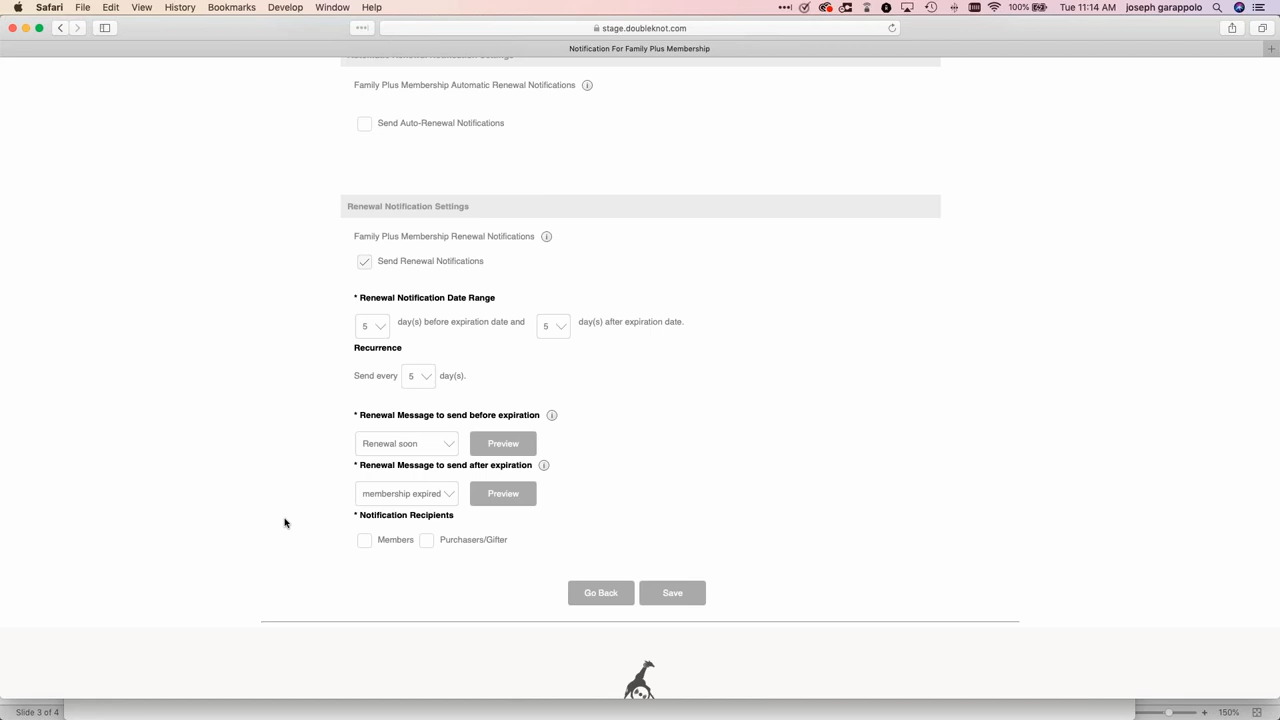 Safari File Edit View History Bookmarks Develop Window Help 100% Tue 11:14 AM joseph garappolo
stage.doubleknot.com
Notification For Family Plus Membership
Automatic Renewal Notification Settings
Family Plus Membership Automatic Renewal Notifications i
Send Auto-Renewal Notifications
Renewal Notification Settings
Family Plus Membership Renewal Notifications i
Send Renewal Notifications
* Renewal Notification Date Range
5 day(s) before expiration date and 5 day(s) after expiration date.
Recurrence
Send every 5 day(s).
* Renewal Message to send before expiration i
Renewal soon Preview
* Renewal Message to send after expiration i
membership expired Preview
* Notification Recipients
Members Purchasers/Gifter
Go Back Save
Slide 3 of 4 150%